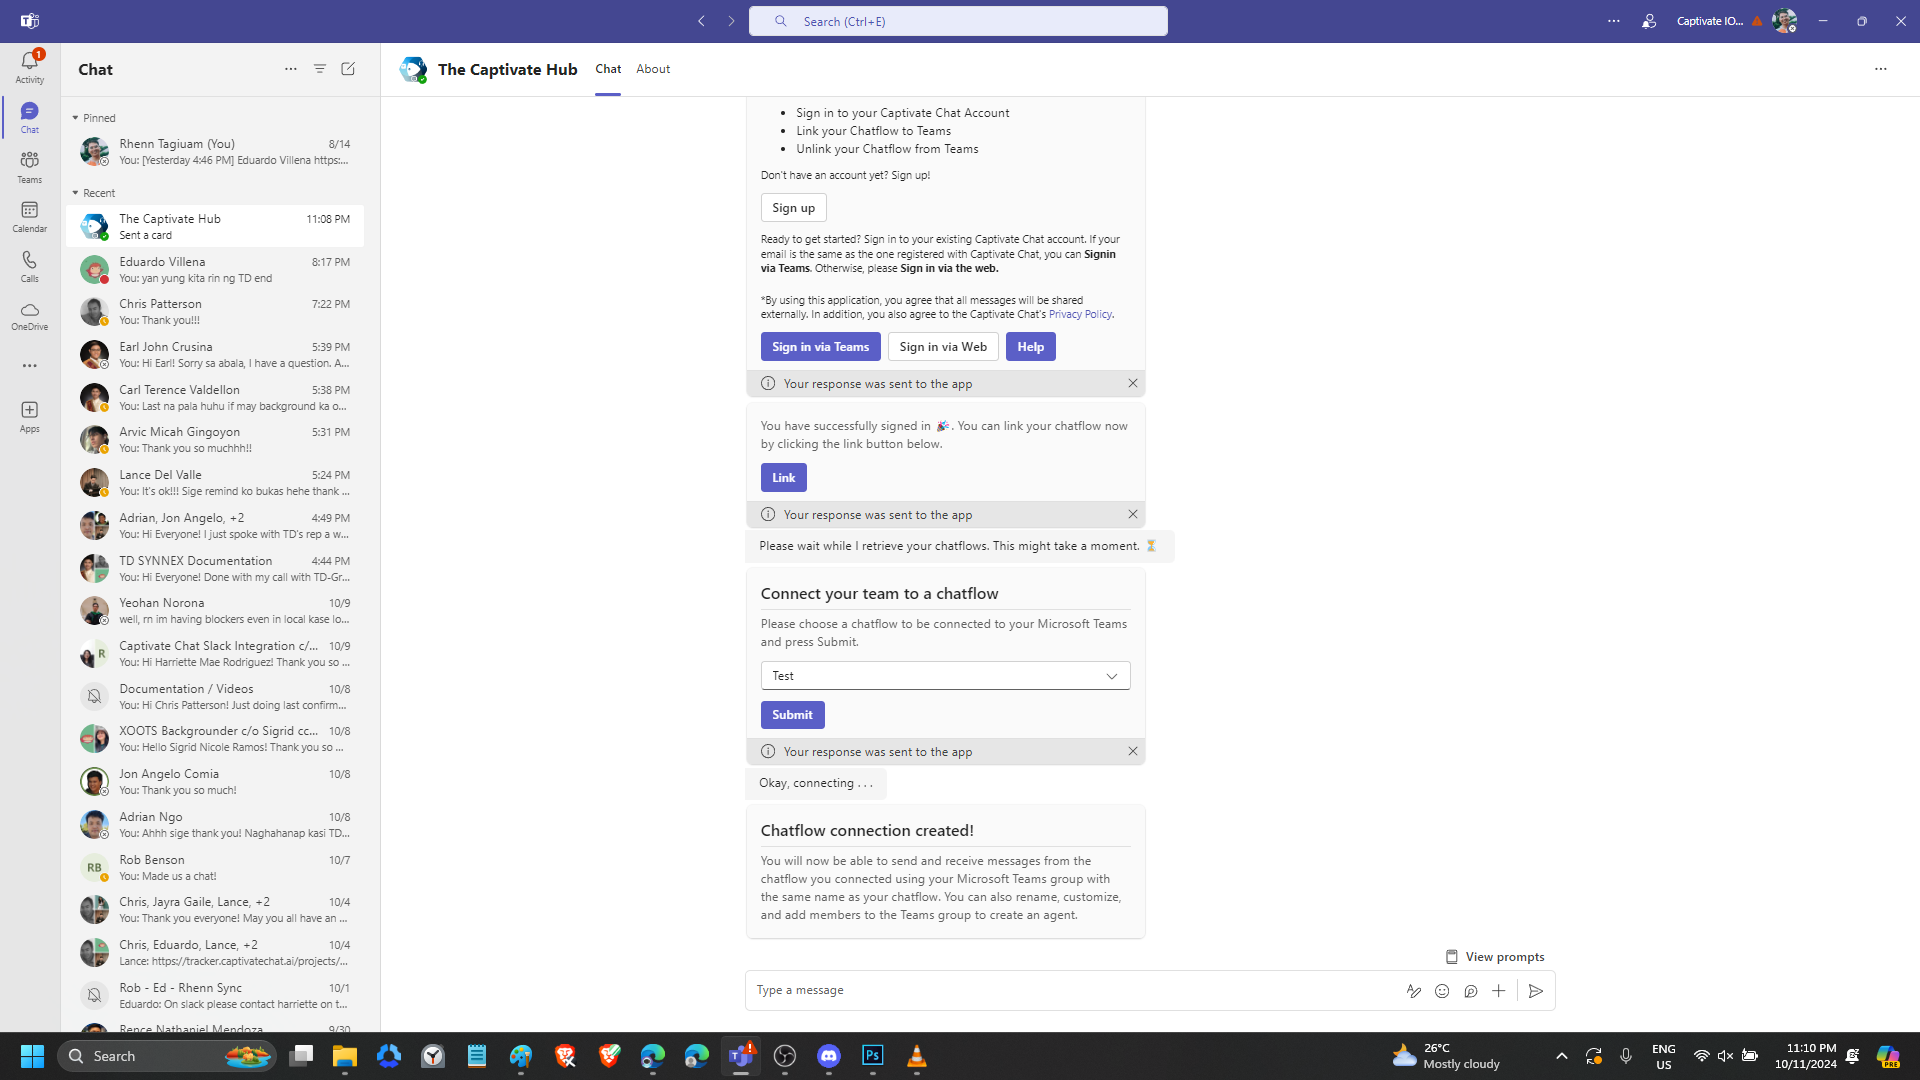 Search (Ctrl+E)
Captivate IO...
1
Activity
Chat
Teams
Calendar
Calls
OneDrive
Apps
Chat
Pinned
Rhenn Tagiuam (You) 8/14
You: [Yesterday 4:46 PM] Eduardo Villena https:...
Recent
The Captivate Hub 11:08 PM
Sent a card
Eduardo Villena 8:17 PM
You: yan yung kita rin ng TD end
Chris Patterson 7:22 PM
You: Thank you!!!
Earl John Crusina 5:39 PM
You: Hi Earl! Sorry sa abala, I have a question. A...
Carl Terence Valdellon 5:38 PM
You: Last na pala huhu if may background ka o...
Arvic Micah Gingoyon 5:31 PM
You: Thank you so muchhh!!
Lance Del Valle 5:24 PM
You: It's ok!!! Sige remind ko bukas hehe thank ...
Adrian, Jon Angelo, +2 4:49 PM
You: Hi Everyone! I just spoke with TD's rep a w...
TD SYNNEX Documentation 4:44 PM
You: Hi Everyone! Done with my call with TD-Gr...
Yeohan Norona 10/9
well, rn im having blockers even in local kase lo...
R
Captivate Chat Slack Integration c/... 10/9
You: Hi Harriette Mae Rodriguez! Thank you so ...
Documentation / Videos 10/8
You: Hi Chris Patterson! Just doing last confirm...
XOOTS Backgrounder c/o Sigrid cc... 10/8
You: Hello Sigrid Nicole Ramos! Thank you so ...
Jon Angelo Comia 10/8
You: Thank you so much!
Adrian Ngo 10/8
You: Ahhh sige thank you! Naghahanap kasi TD...
RB
Rob Benson 10/7
You: Made us a chat!
Chris, Jayra Gaile, Lance, +2 10/4
You: Thank you everyone! May you all have an ...
Chris, Eduardo, Lance, +2 10/4
Lance: https://tracker.captivatechat.ai/projects/...
Rob - Ed - Rhenn Sync 10/1
Eduardo: On slack please contact harriette on t...
Rence Nathaniel Mendoza 9/30
The Captivate Hub Chat About
• Sign in to your Captivate Chat Account
• Link your Chatflow to Teams
• Unlink your Chatflow from Teams
Don't have an account yet? Sign up!
Sign up
Ready to get started? Sign in to your existing Captivate Chat account. If your
email is the same as the one registered with Captivate Chat, you can Signin
via Teams. Otherwise, please Sign in via the web.
*By using this application, you agree that all messages will be shared
externally. In addition, you also agree to the Captivate Chat's Privacy Policy.
Sign in via Teams Sign in via Web Help
Your response was sent to the app
You have successfully signed in 🎉. You can link your chatflow now
by clicking the link button below.
Link
Your response was sent to the app
Please wait while I retrieve your chatflows. This might take a moment. ⏳
Connect your team to a chatflow
Please choose a chatflow to be connected to your Microsoft Teams
and press Submit.
Test
Submit
Your response was sent to the app
Okay, connecting . . .
Chatflow connection created!
You will now be able to send and receive messages from the
chatflow you connected using your Microsoft Teams group with
the same name as your chatflow. You can also rename, customize,
and add members to the Teams group to create an agent.
View prompts
Type a message
Search
Ps
26°C
Mostly cloudy
ENG
US
11:10 PM
10/11/2024
PRE